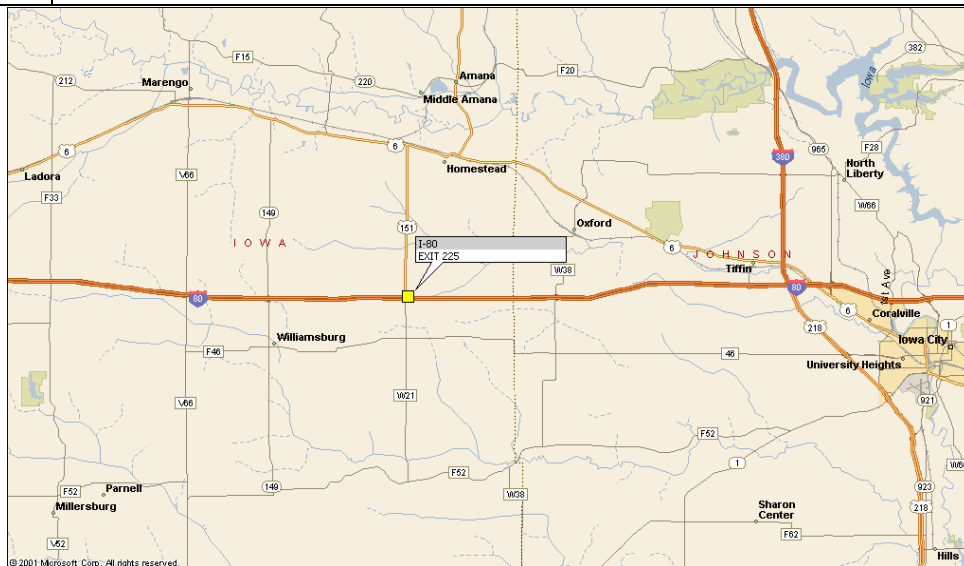 382
F15
Amana
F20
212
Marengo
220
Middle Amana
Iowa
965
F28
6
6
380
Homestead
North
Liberty
Ladora
V66
F33
W66
149
151
Oxford
IOWA
6
I-80
EXIT 225
JOHNSON
Tiffin
W38
1st Ave
80
80
6
Coralville
218
1
Williamsburg
Iowa City
F46
46
University Heights
W21
V66
921
F52
1
F52
W66
149
F52
Parnell
W38
923
Millersburg
218
Sharon
Center
F62
V52
Hills
© 2001 Microsoft Corp. All rights reserved.